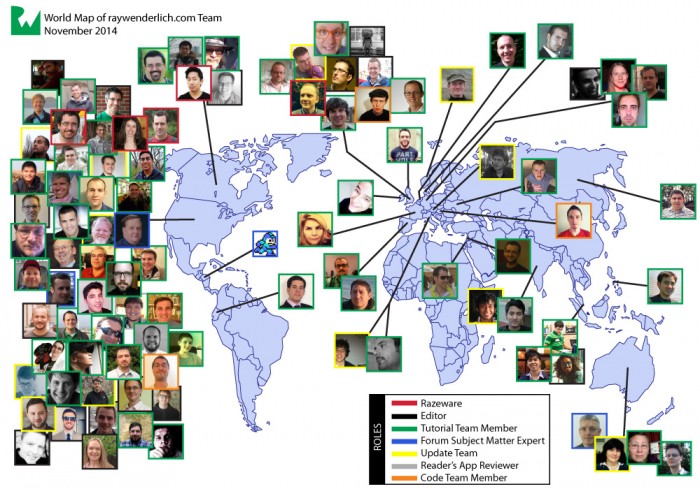 World Map of raywenderlich.com Team
November 2014
ROLES
Razeware
Editor
Tutorial Team Member
Forum Subject Matter Expert
Update Team
Reader's App Reviewer
Code Team Member